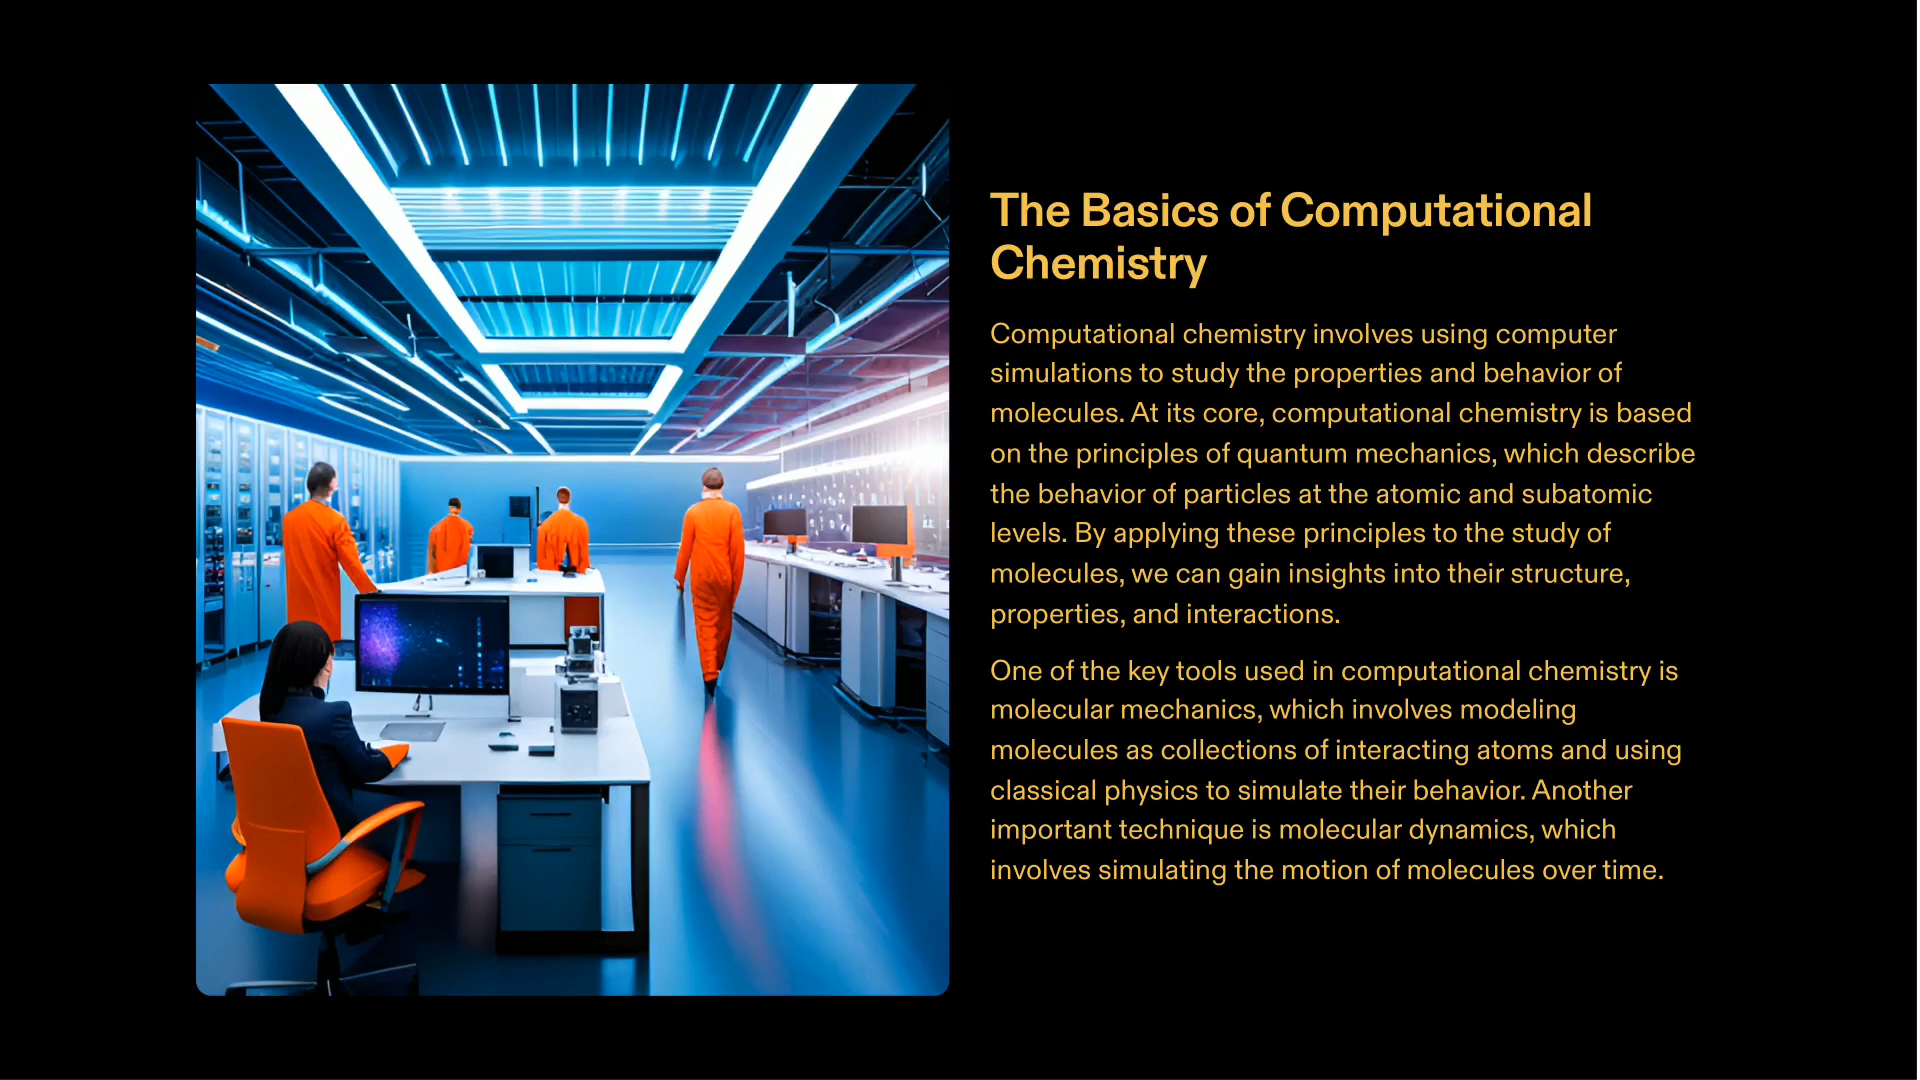 The Basics of Computational
Chemistry
Computational chemistry involves using computer
simulations to study the properties and behavior of
molecules. At its core, computational chemistry is based
on the principles of quantum mechanics, which describe
the behavior of particles at the atomic and subatomic
levels. By applying these principles to the study of
molecules, we can gain insights into their structure,
properties, and interactions.
One of the key tools used in computational chemistry is
molecular mechanics, which involves modeling
molecules as collections of interacting atoms and using
classical physics to simulate their behavior. Another
important technique is molecular dynamics, which
involves simulating the motion of molecules over time.